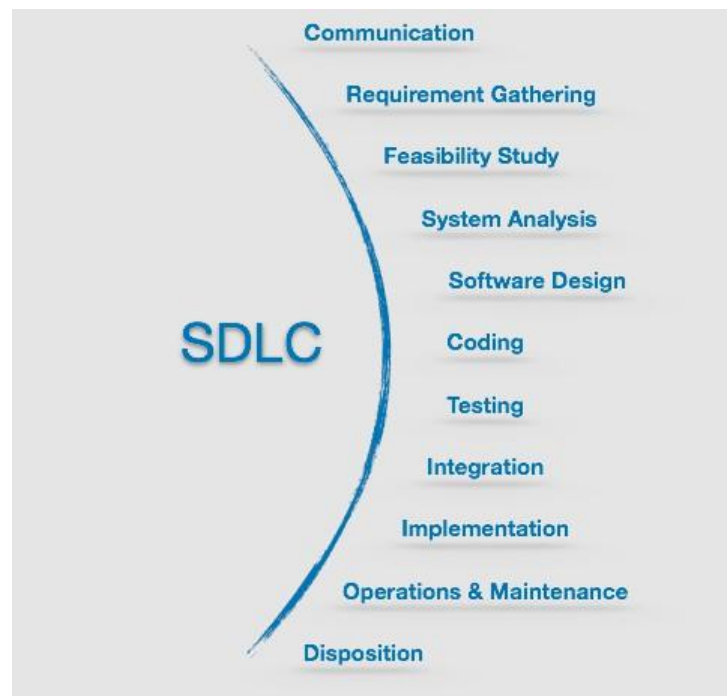 Communication
Requirement Gathering
Feasibility Study
System Analysis
Software Design
SDLC
Coding
Testing
Integration
Implementation
Operations & Maintenance
Disposition